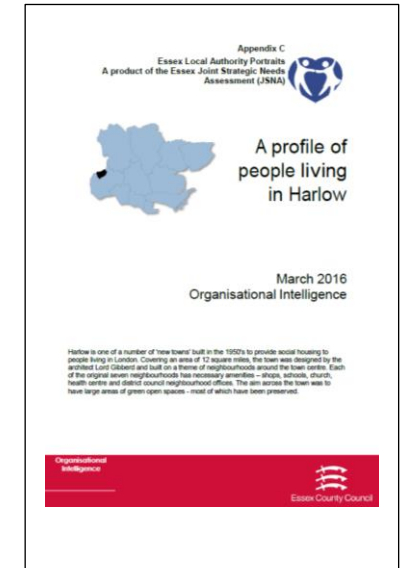 Appendix C
Essex Local Authority Portraits
A product of the Essex Joint Strategic Needs
Assessment (JSNA)
A profile of
people living
in Harlow
March 2016
Organisational Intelligence
Harlow is one of a number of 'new towns' built in the 1950's to provide social housing to
people living in London. Covering an area of 12 square miles, the town was designed by the
architect Lord Gibberd and built on a theme of neighbourhoods around the town centre. Each
of the original seven neighbourhoods has necessary amenities – shops, schools, church,
health centre and district council neighbourhood offices. The aim across the town was to
have large areas of green open spaces - most of which have been preserved.
Organisational
Intelligence
Essex County Council